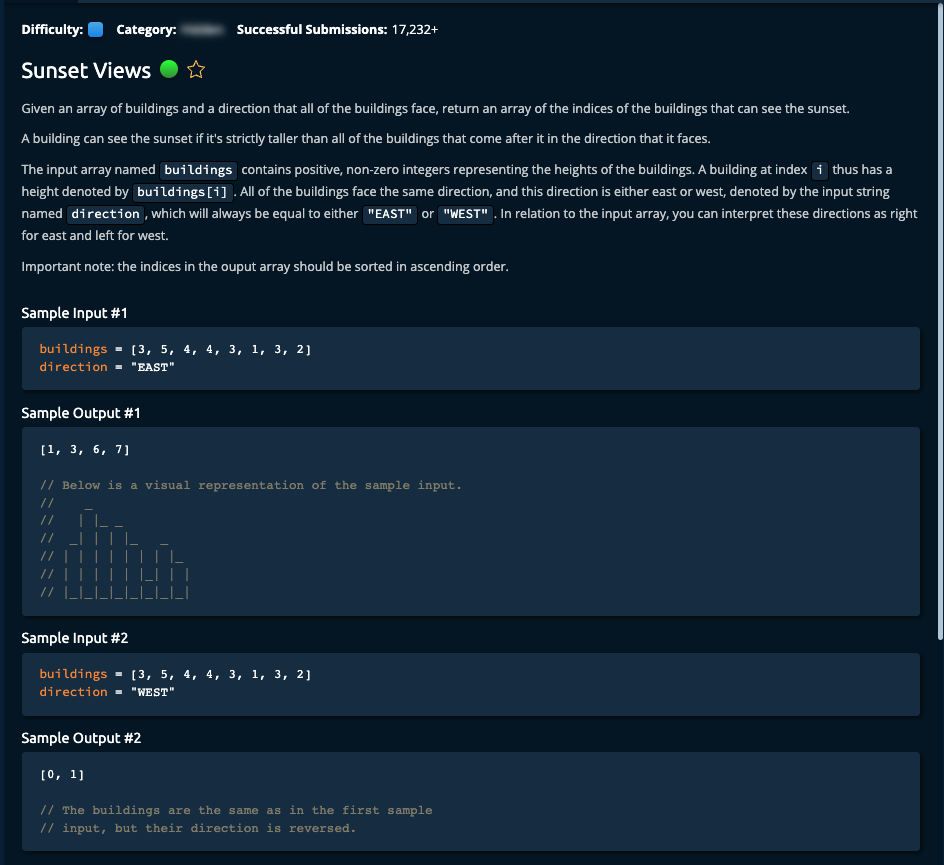 Difficulty: Category: Successful Submissions: 17,232+
Sunset Views
Given an array of buildings and a direction that all of the buildings face, return an array of the indices of the buildings that can see the sunset.
A building can see the sunset if it's strictly taller than all of the buildings that come after it in the direction that it faces.
The input array named buildings contains positive, non-zero integers representing the heights of the buildings. A building at index i thus has a
height denoted by buildings[i]. All of the buildings face the same direction, and this direction is either east or west, denoted by the input string
named direction, which will always be equal to either "EAST" or "WEST". In relation to the input array, you can interpret these directions as right
for east and left for west.
Important note: the indices in the ouput array should be sorted in ascending order.
Sample Input #1
buildings = [3, 5, 4, 4, 3, 1, 3, 2]
direction = "EAST"
Sample Output #1
[1, 3, 6, 7]
// Below is a visual representation of the sample input.
//    _
//   | |_ _
//  _| | | |_   _
// | | | | | | | |_
// | | | | | |_| | |
// |_|_|_|_|_|_|_|_|
Sample Input #2
buildings = [3, 5, 4, 4, 3, 1, 3, 2]
direction = "WEST"
Sample Output #2
[0, 1]
// The buildings are the same as in the first sample
// input, but their direction is reversed.